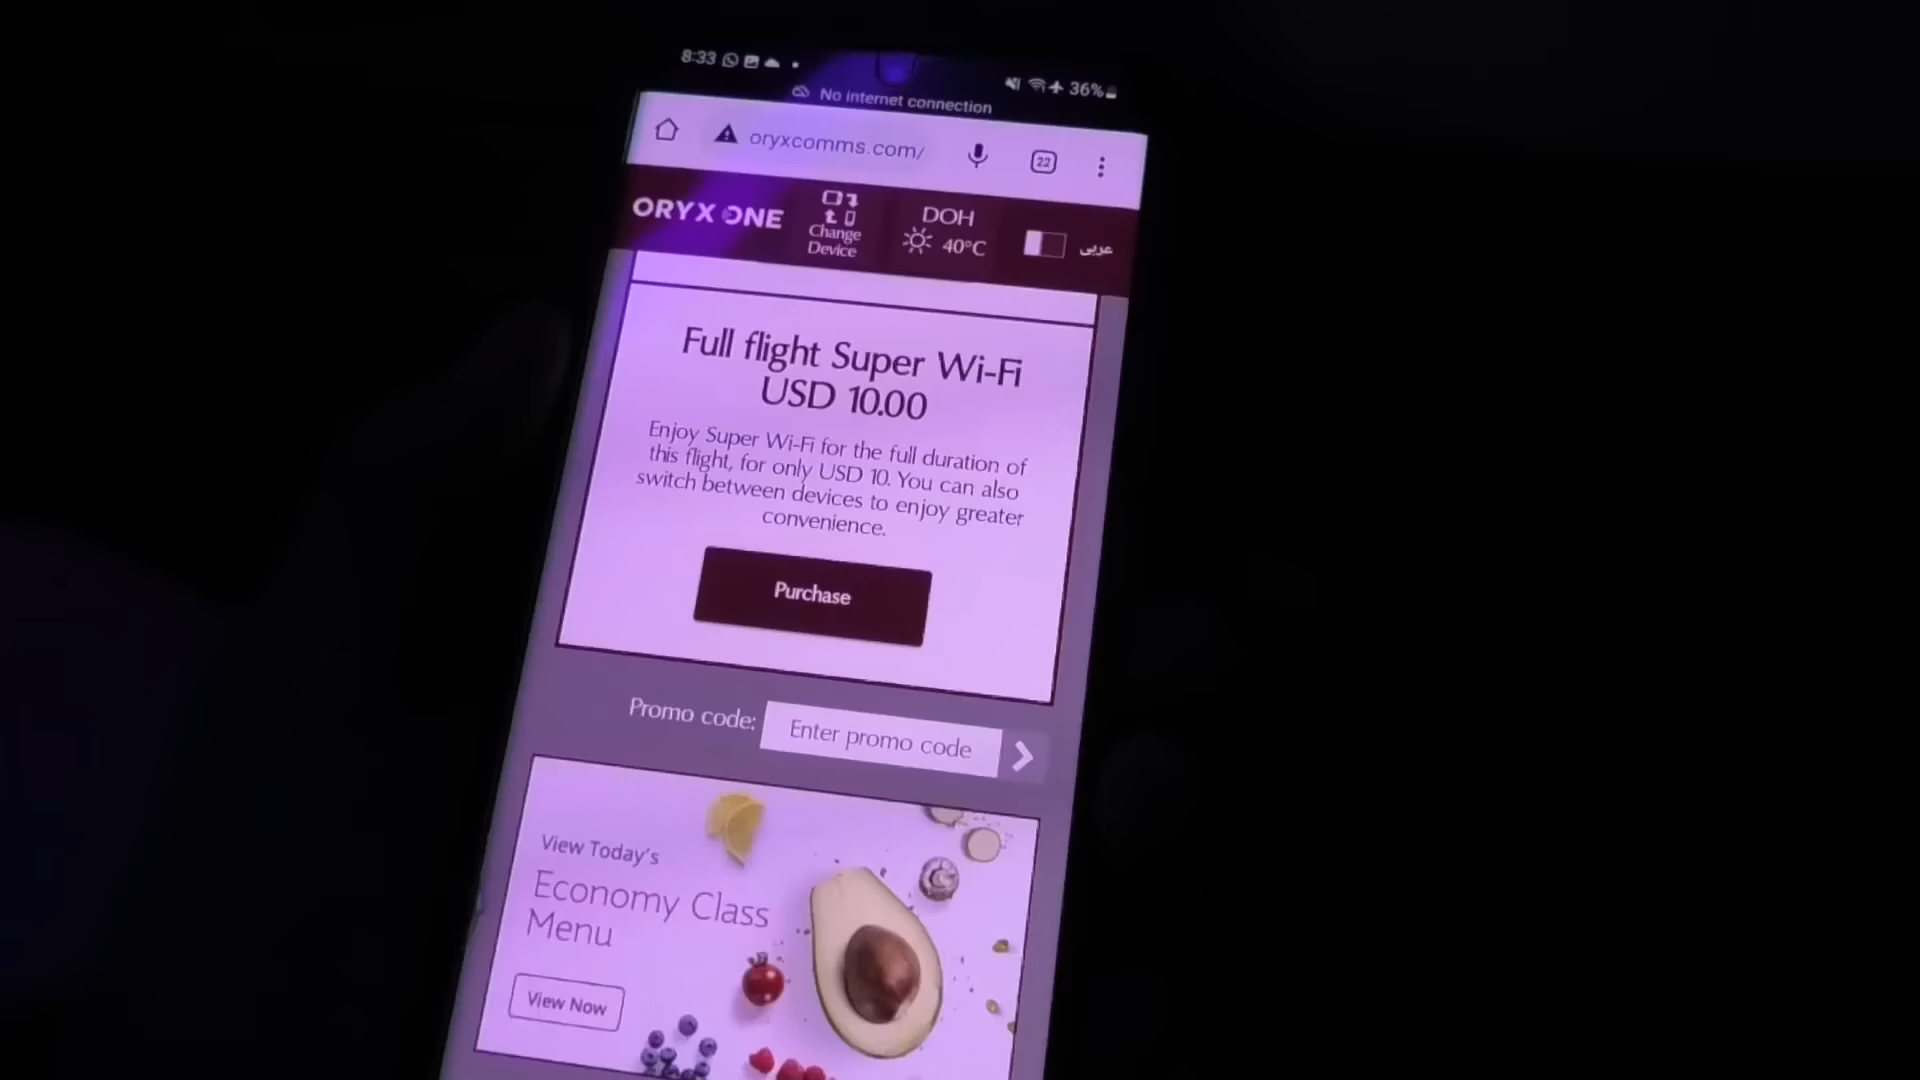 8:33
36%
No internet connection
oryxcomms.com/
22
ORYX ONE
Change
Device
DOH
40°C
عربي
Full flight Super Wi-Fi
USD 10.00
Enjoy Super Wi-Fi for the full duration of
this flight, for only USD 10. You can also
switch between devices to enjoy greater
convenience.
Purchase
Promo code:
Enter promo code
View Today's
Economy Class
Menu
View Now